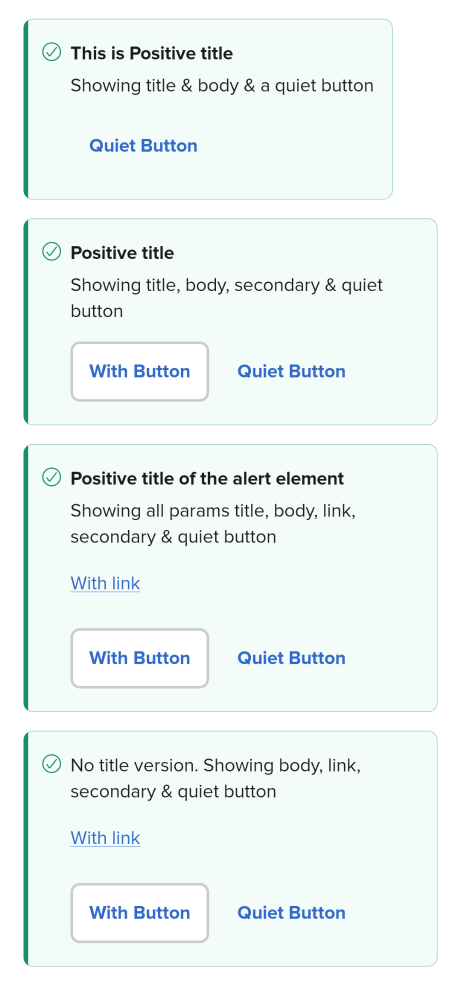 This is Positive title
Showing title & body & a quiet button
Quiet Button
Positive title
Showing title, body, secondary & quiet
button
With Button
Quiet Button
Positive title of the alert element
Showing all params title, body, link,
secondary & quiet button
With link
With Button
Quiet Button
No title version. Showing body, link,
secondary & quiet button
With link
With Button
Quiet Button